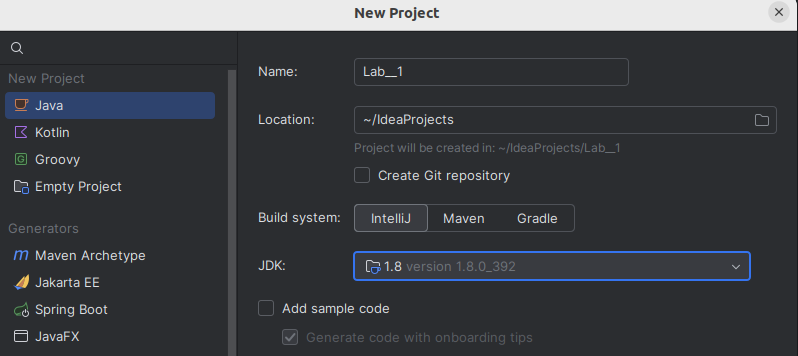 New Project
New Project
Java
Kotlin
Groovy
Empty Project
Generators
Maven Archetype
Jakarta EE
Spring Boot
JavaFX
Name: Lab__1
Location: ~/IdeaProjects
Project will be created in: ~/IdeaProjects/Lab__1
Create Git repository
Build system: IntelliJ Maven Gradle
JDK: 1.8 version 1.8.0_392
Add sample code
Generate code with onboarding tips